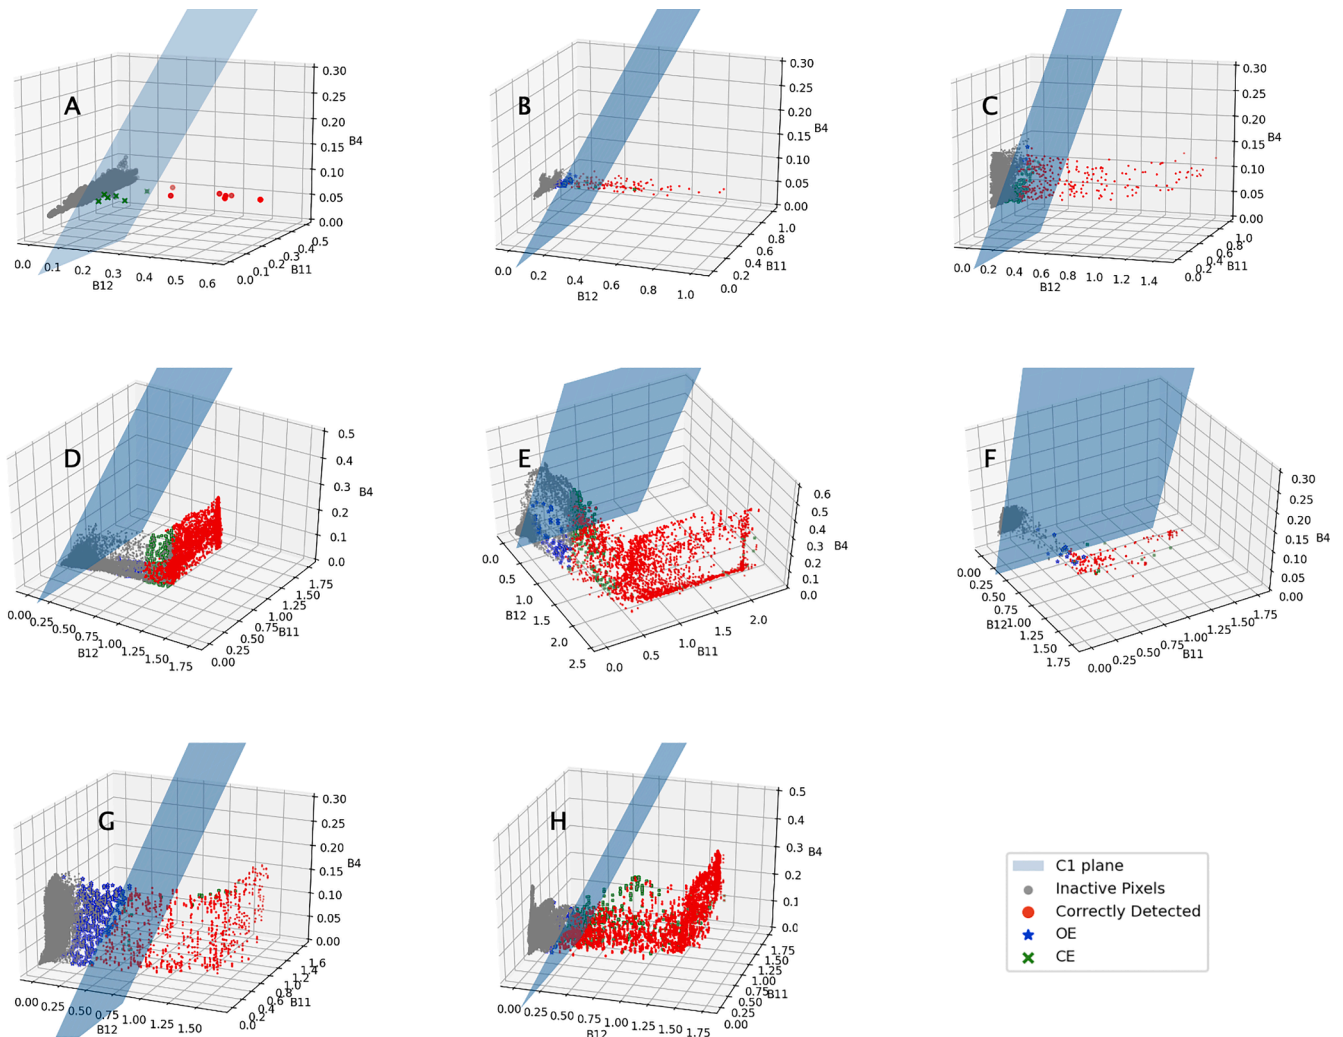 A
0.30
0.25
0.20
0.15
0.10
0.05
0.00
B4
0.0 0.1 0.2 0.3 0.4 0.5 0.6
B12
0.0 0.1 0.2 0.3 0.4 0.5
B11
B
0.30
0.25
0.20
0.15
0.10
0.05
0.00
B4
0.2 0.4 0.6 0.8 1.0
B12
0.0 0.2 0.4 0.6 0.8 1.0
B11
C
0.30
0.25
0.20
0.15
0.10
0.05
0.00
B4
0.0 0.2 0.4 0.6 0.8 1.0 1.2 1.4
B12
0.0 0.2 0.4 0.6 0.8 1.0
B11
D
0.5
0.4
0.3
0.2
0.1
0.0
B4
0.00 0.25 0.50 0.75 1.00 1.25 1.50 1.75
B12
0.00 0.25 0.50 0.75 1.00 1.25 1.50 1.75
B11
E
0.6
0.5
0.4
0.3
0.2
0.1
0.0
B4
0.0 0.5 1.0 1.5 2.0 2.5
B12
0.0 0.5 1.0 1.5 2.0
B11
F
0.30
0.25
0.20
0.15
0.10
0.05
0.00
B4
0.00 0.25 0.50 0.75 1.00 1.25 1.50 1.75
B12
0.00 0.25 0.50 0.75 1.00 1.25 1.50 1.75
B11
G
0.30
0.25
0.20
0.15
0.10
0.05
0.00
B4
0.00 0.25 0.50 0.75 1.00 1.25 1.50
B12
0.0 0.2 0.4 0.6 0.8 1.0 1.2 1.4 1.6
B11
H
0.5
0.4
0.3
0.2
0.1
0.0
B4
0.00 0.25 0.50 0.75 1.00 1.25 1.50 1.75
B12
0.00 0.25 0.50 0.75 1.00 1.25 1.50 1.75
B11
C1 plane
Inactive Pixels
Correctly Detected
OE
CE